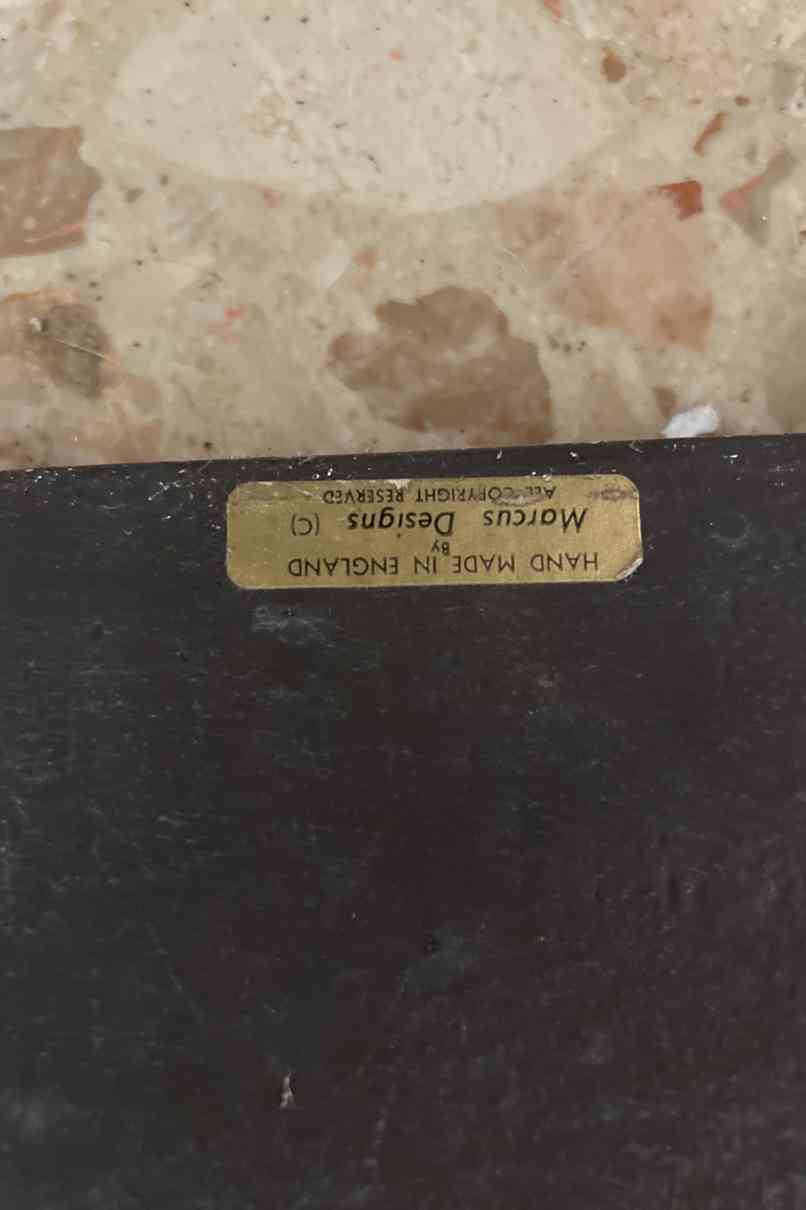 HAND MADE IN ENGLAND
By
Marcus Designs (C)
ALL COPYRIGHT RESERVED